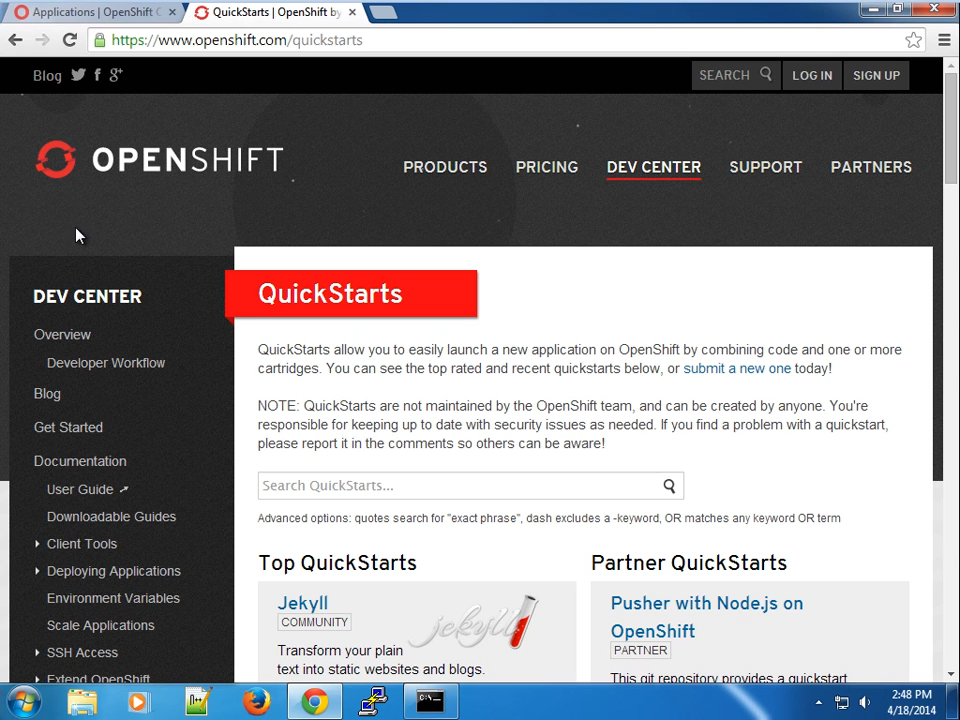 Applications | OpenShift C
QuickStarts | OpenShift by
https://www.openshift.com/quickstarts
Blog
SEARCH
LOG IN
SIGN UP
OPENSHIFT
PRODUCTS
PRICING
DEV CENTER
SUPPORT
PARTNERS
DEV CENTER
Overview
Developer Workflow
Blog
Get Started
Documentation
User Guide
Downloadable Guides
Client Tools
Deploying Applications
Environment Variables
Scale Applications
SSH Access
Extend OpenShift
QuickStarts
QuickStarts allow you to easily launch a new application on OpenShift by combining code and one or more
cartridges. You can see the top rated and recent quickstarts below, or submit a new one today!
NOTE: QuickStarts are not maintained by the OpenShift team, and can be created by anyone. You're
responsible for keeping up to date with security issues as needed. If you find a problem with a quickstart,
please report it in the comments so others can be aware!
Search QuickStarts...
Advanced options: quotes search for "exact phrase", dash excludes a -keyword, OR matches any keyword OR term
Top QuickStarts
Jekyll
COMMUNITY
jekyll
Transform your plain
text into static websites and blogs.
Partner QuickStarts
Pusher with Node.js on
OpenShift
PARTNER
This git repository provides a quickstart
2:48 PM
4/18/2014